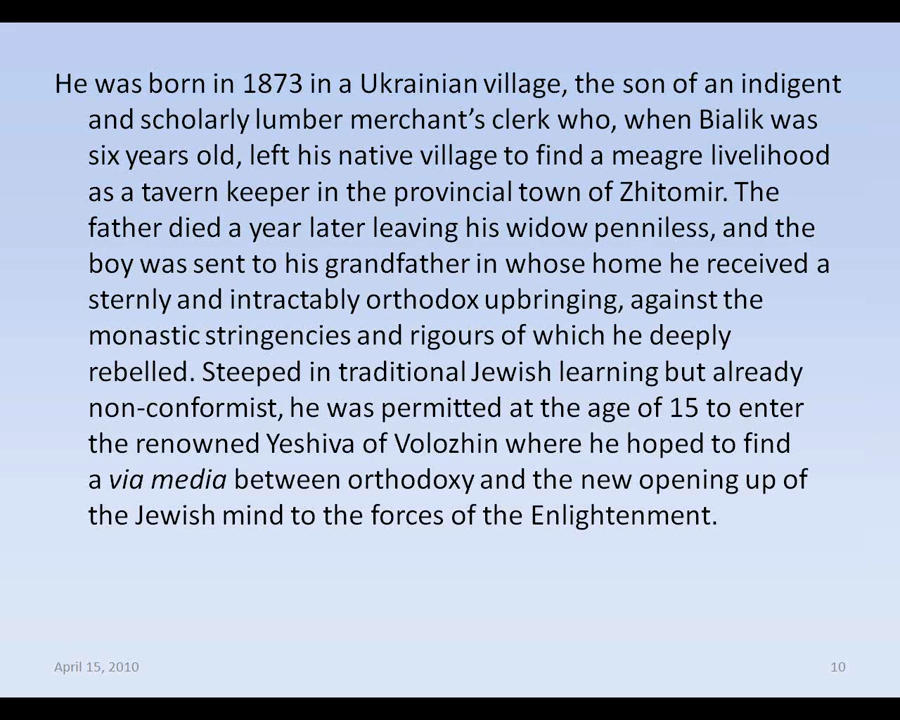 He was born in 1873 in a Ukrainian village, the son of an indigent
and scholarly lumber merchant’s clerk who, when Bialik was
six years old, left his native village to find a meagre livelihood
as a tavern keeper in the provincial town of Zhitomir. The
father died a year later leaving his widow penniless, and the
boy was sent to his grandfather in whose home he received a
sternly and intractably orthodox upbringing, against the
monastic stringencies and rigours of which he deeply
rebelled. Steeped in traditional Jewish learning but already
non-conformist, he was permitted at the age of 15 to enter
the renowned Yeshiva of Volozhin where he hoped to find
a via media between orthodoxy and the new opening up of
the Jewish mind to the forces of the Enlightenment.
April 15, 2010
10